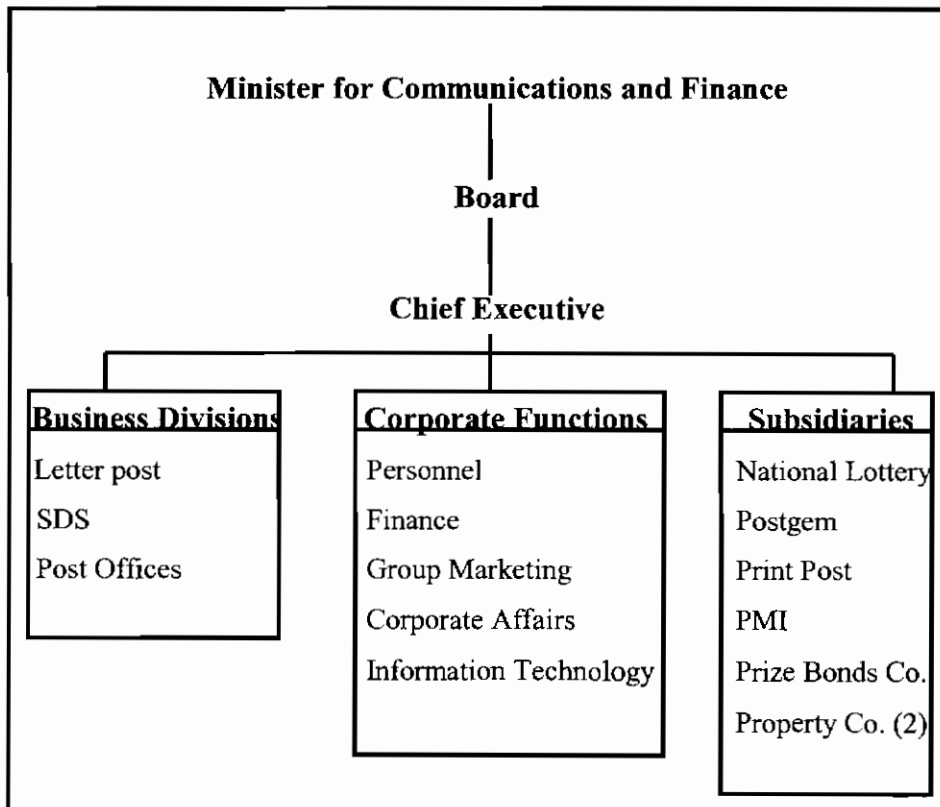 Minister for Communications and Finance
Board
Chief Executive
Business Divisions
Letter post
SDS
Post Offices
Corporate Functions
Personnel
Finance
Group Marketing
Corporate Affairs
Information Technology
Subsidiaries
National Lottery
Postgem
Print Post
PMI
Prize Bonds Co.
Property Co. (2)